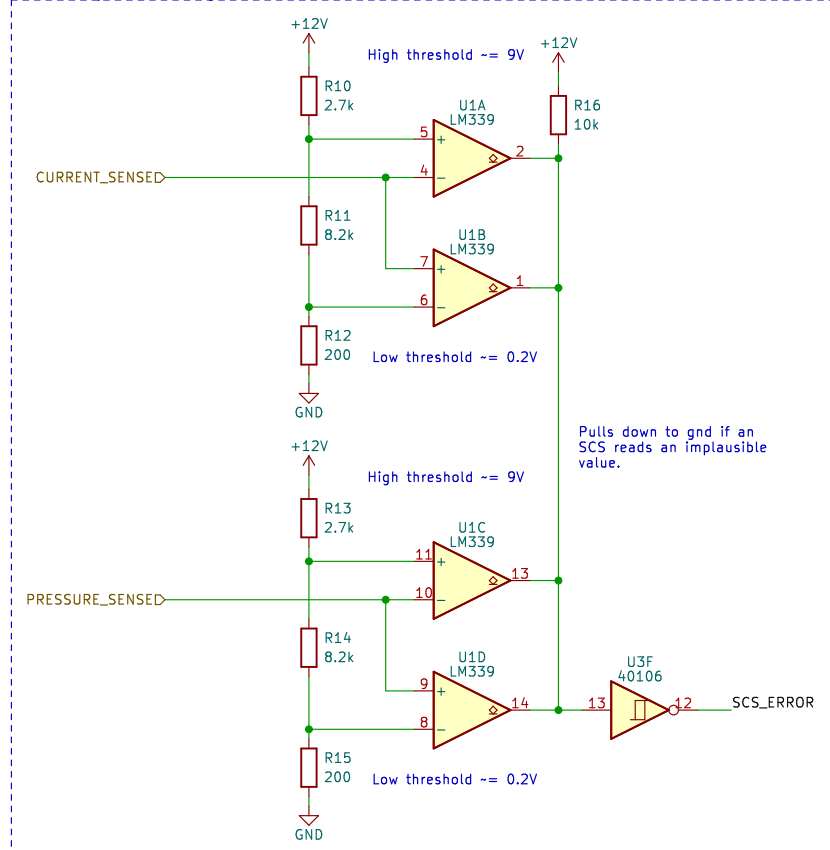 +12V
High threshold ~= 9V
+12V
R10
2.7k
U1A
LM339
R16
10k
5
+
2
4
−
CURRENT_SENSE
R11
8.2k
U1B
LM339
7
+
1
6
−
R12
200
Low threshold ~= 0.2V
GND
Pulls down to gnd if an
SCS reads an implausible
value.
+12V
High threshold ~= 9V
R13
2.7k
U1C
LM339
11
+
13
10
−
PRESSURE_SENSE
R14
8.2k
U1D
LM339
9
+
14
8
−
U3F
40106
13
12
SCS_ERROR
R15
200
Low threshold ~= 0.2V
GND